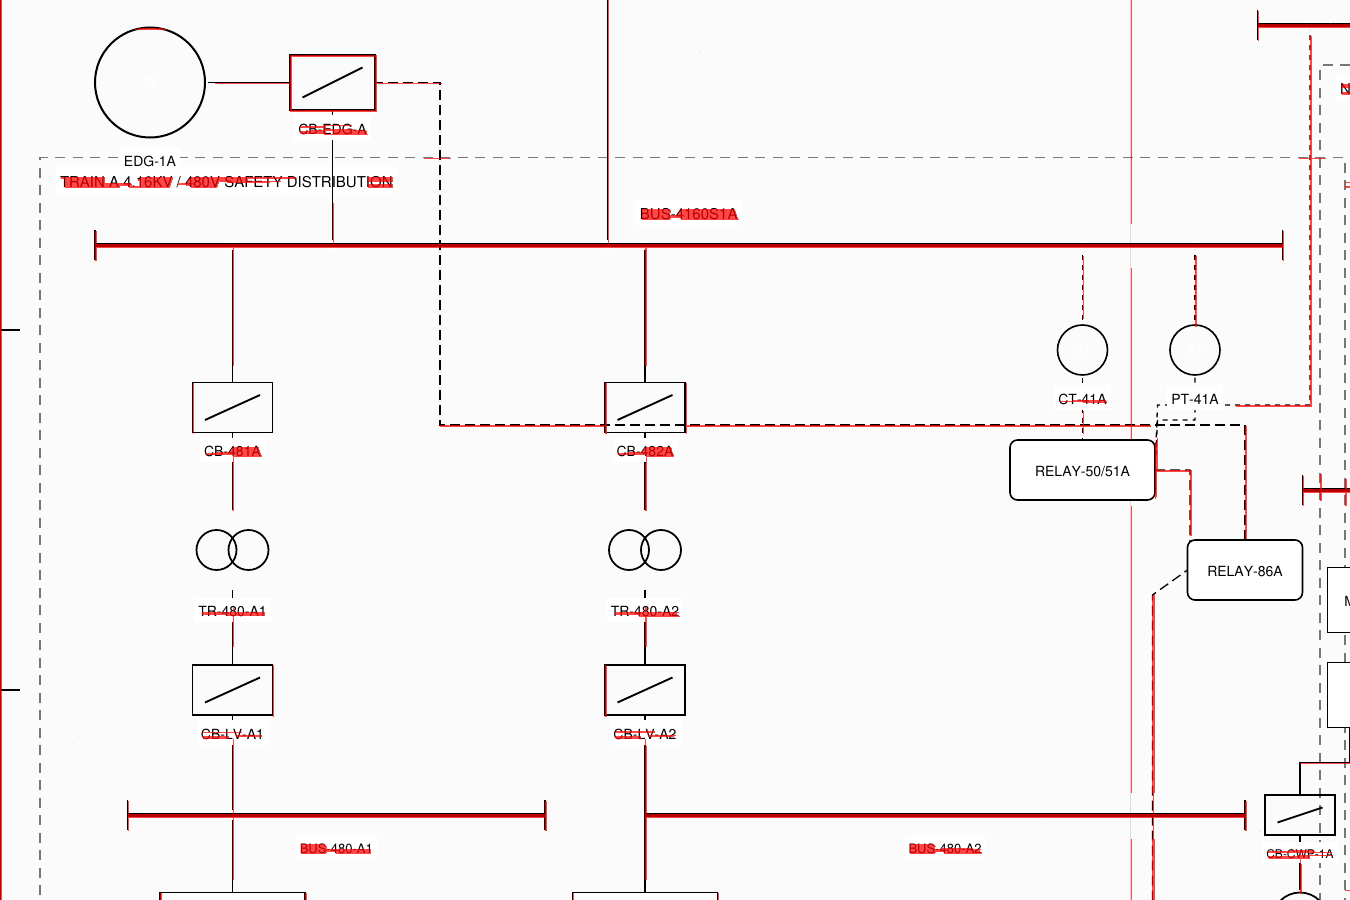 CB-EDG-A
EDG-1A
TRAIN A 4.16KV / 480V SAFETY DISTRIBUTION
BUS-4160S1A
CT-41A
PT-41A
CB-481A
CB-482A
RELAY-50/51A
RELAY-86A
TR-480-A1
TR-480-A2
CB-LV-A1
CB-LV-A2
BUS-480-A1
BUS-480-A2
CB-CWP-1A